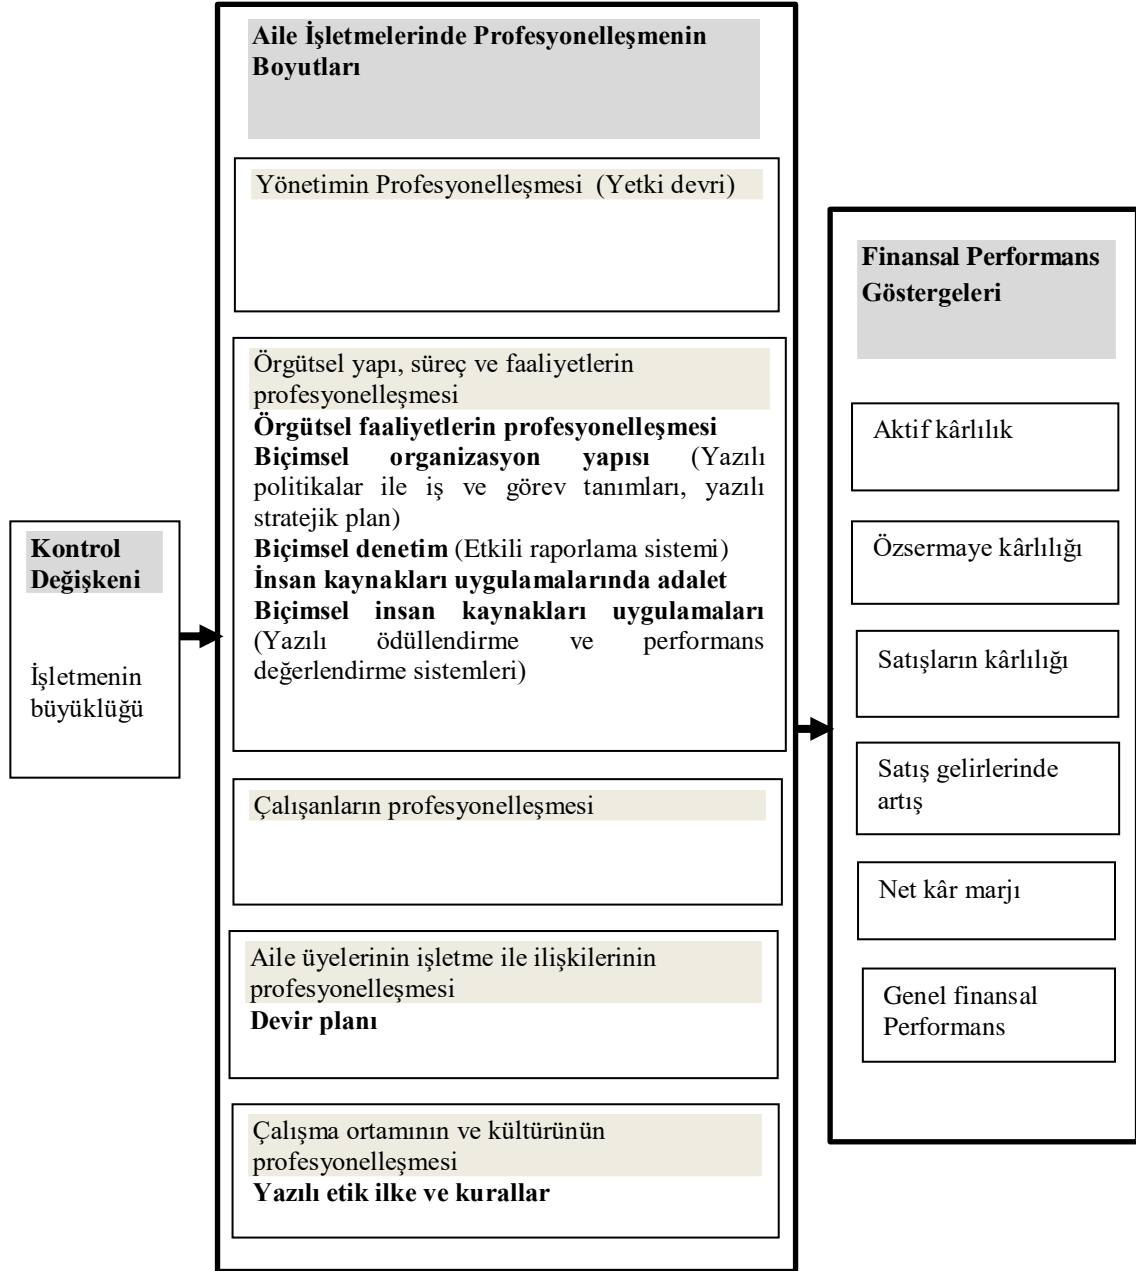 Aile İşletmelerinde Profesyonelleşmenin
Boyutları
Yönetimin Profesyonelleşmesi (Yetki devri)
Örgütsel yapı, süreç ve faaliyetlerin
profesyonelleşmesi
Örgütsel faaliyetlerin profesyonelleşmesi
Biçimsel organizasyon yapısı (Yazılı
politikalar ile iş ve görev tanımları, yazılı
stratejik plan)
Biçimsel denetim (Etkili raporlama sistemi)
İnsan kaynakları uygulamalarında adalet
Biçimsel insan kaynakları uygulamaları
(Yazılı ödüllendirme ve performans
değerlendirme sistemleri)
Çalışanların profesyonelleşmesi
Aile üyelerinin işletme ile ilişkilerinin
profesyonelleşmesi
Devir planı
Çalışma ortamının ve kültürünün
profesyonelleşmesi
Yazılı etik ilke ve kurallar
Kontrol
Değişkeni
İşletmenin
büyüklüğü
Finansal Performans
Göstergeleri
Aktif kârlılık
Özsermaye kârlılığı
Satışların kârlılığı
Satış gelirlerinde
artış
Net kâr marjı
Genel finansal
Performans